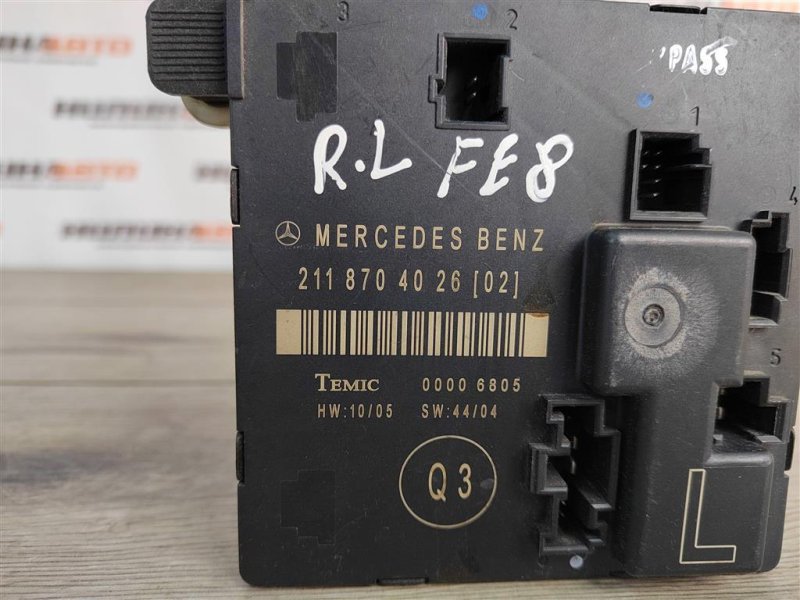 3
2
PASS
1
R.L FE8
4
MERCEDES BENZ
211 870 40 26 [02]
5
TEMIC 0000 6805
HW:10/05 SW:44/04
Q3
L